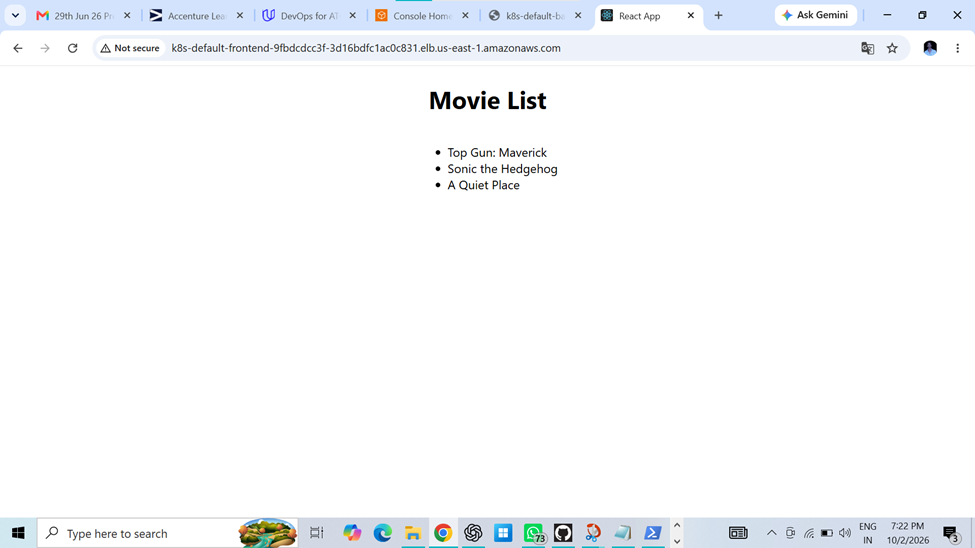 29th Jun 26 Pr
Accenture Lear
DevOps for AI
Console Home
k8s-default-ba
React App
Ask Gemini
Not secure
k8s-default-frontend-9fbdcdcc3f-3d16bdfc1ac0c831.elb.us-east-1.amazonaws.com
Movie List
Top Gun: Maverick
Sonic the Hedgehog
A Quiet Place
Type here to search
73
ENG
IN
7:22 PM
10/2/2026
3